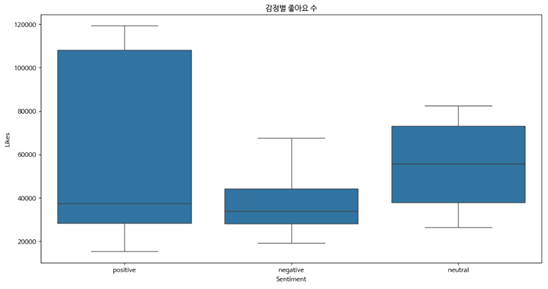 감정별 좋아요 수
120000
100000
80000
60000
40000
20000
Likes
positive
negative
neutral
Sentiment